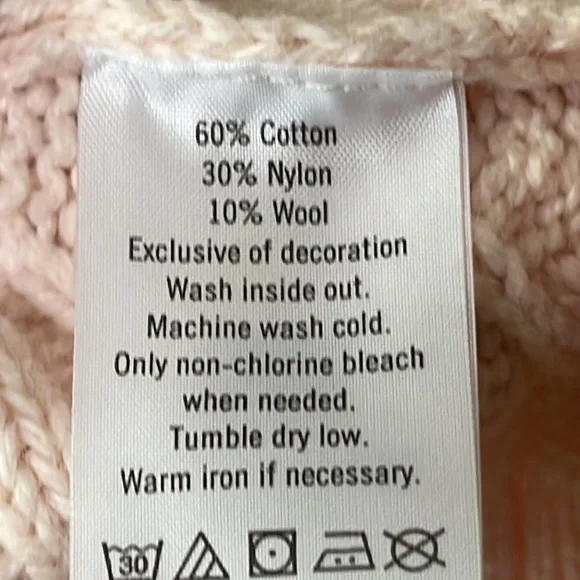 60% Cotton
30% Nylon
10% Wool
Exclusive of decoration
Wash inside out.
Machine wash cold.
Only non-chlorine bleach
when needed.
Tumble dry low.
Warm iron if necessary.
30